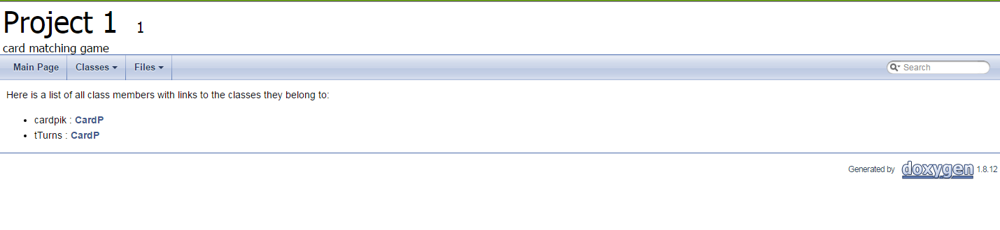 Project 1 1
card matching game
Main Page Classes Files Search
Here is a list of all class members with links to the classes they belong to:
• cardpik : CardP
• tTurns : CardP
Generated by doxygen 1.8.12